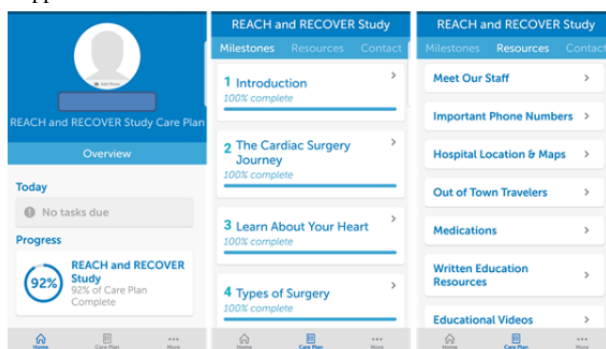 REACH and RECOVER Study Care Plan
Overview
Today
No tasks due
Progress
92%
REACH and RECOVER
Study
92% of Care Plan
Complete
Home
Care Plan
More
REACH and RECOVER Study
Milestones Resources Contact
1 Introduction
100% complete
2 The Cardiac Surgery
Journey
100% complete
3 Learn About Your Heart
100% complete
4 Types of Surgery
100% complete
Home
Care Plan
More
REACH and RECOVER Study
Milestones Resources Contact
Meet Our Staff
Important Phone Numbers
Hospital Location & Maps
Out of Town Travelers
Medications
Written Education
Resources
Educational Videos
Home
Care Plan
More